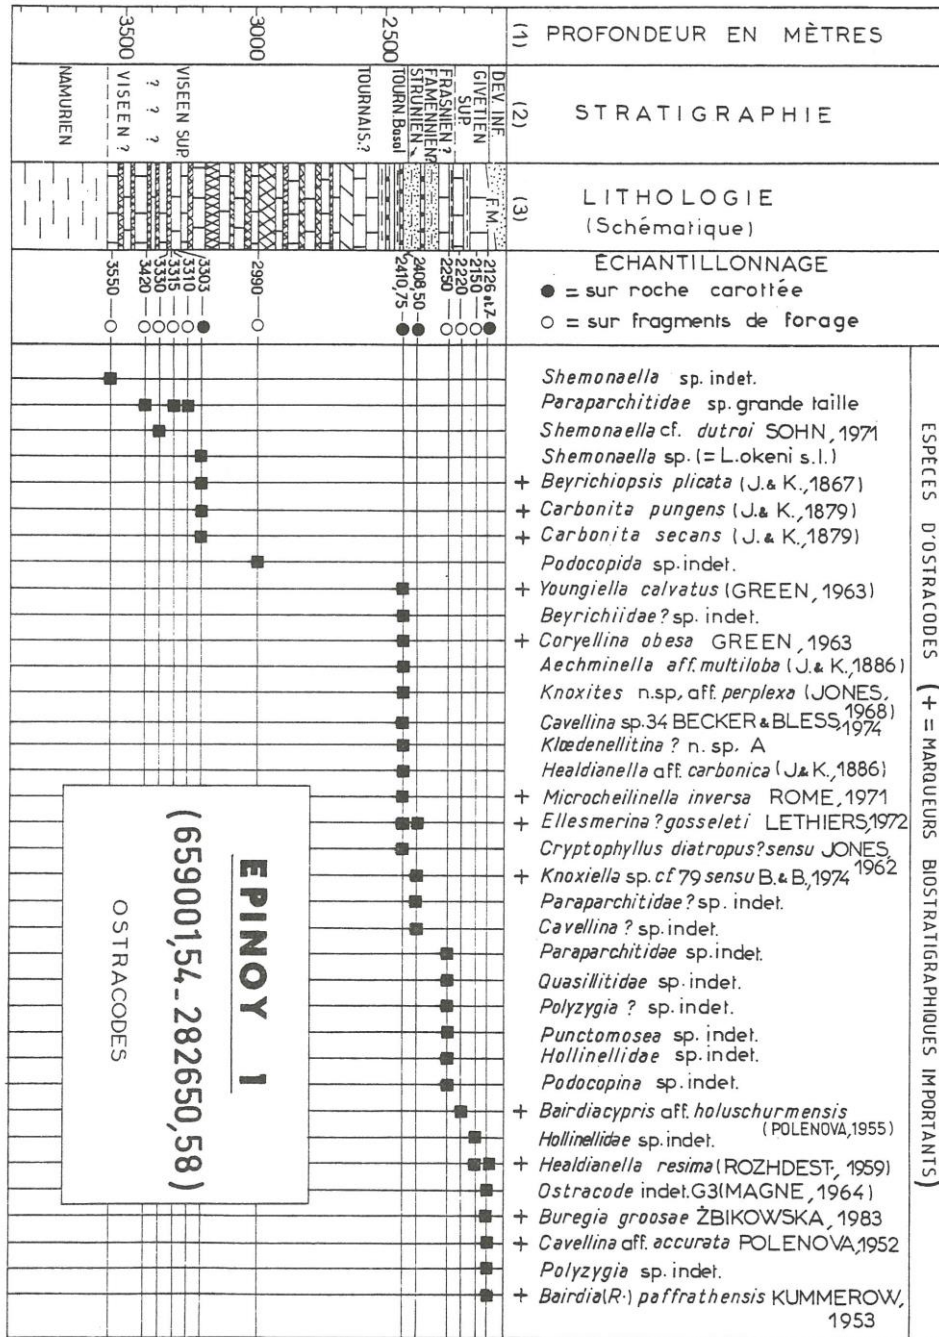 3500
3000
2500
(1)
PROFONDEUR EN MÈTRES
NAMURIEN
VISEEN ?
? ? ?
VISEEN SUP.
TOURNAIS.?
TOURN.Basal
STRUNIEN
FAMENNIEN?
FRASNIEN ?
SUP.
GIVETIEN
DEV. INF.
(2)
STRATIGRAPHIE
F.M.
(3)
LITHOLOGIE
(Schématique)
3550
3420
3330
3315
3310
3303
2990
2410,75
2408,50
2250
2220
2150
2126 et 7
ÉCHANTILLONNAGE
● = sur roche carottée
○ = sur fragments de forage
Shemonaella sp. indet.
Paraparchitidae sp. grande taille
Shemonaella cf. dutroi SOHN, 1971
Shemonaella sp. (= L.okeni s.l.)
+ Beyrichiopsis plicata (J.& K.,1867)
+ Carbonita pungens (J.& K.,1879)
+ Carbonita secans (J.& K.,1879)
Podocopida sp.indet.
+ Youngiella calvatus (GREEN, 1963)
Beyrichiidae? sp. indet.
+ Coryellina obesa GREEN, 1963
Aechminella aff. multiloba (J.& K.,1886)
Knoxites n.sp. aff. perplexa (JONES,
1968)
Cavellina sp.34 BECKER & BLESS, 1974
Klœdenellitina ? n. sp. A
Healdianella aff. carbonica (J.& K.,1886)
+ Microcheilinella inversa ROME, 1971
+ Ellesmerina ? gosseleti LETHIERS,1972
Cryptophyllus diatropus? sensu JONES,
1962
+ Knoxiella sp. cf 79 sensu B.& B.,1974
Paraparchitidae? sp. indet.
Cavellina ? sp. indet.
Paraparchitidae sp.indet.
Quasillitidae sp. indet.
Polyzygia ? sp. indet.
Punctomosea sp. indet.
Hollinellidae sp. indet.
Podocopina sp. indet.
+ Bairdiacypris aff. holuschurmensis
(POLENOVA,1955)
Hollinellidae sp.indet.
+ Healdianella resima (ROZHDEST., 1959)
Ostracode indet.G3(MAGNE, 1964)
+ Buregia groosae ŻBIKOWSKA, 1983
+ Cavellina aff. accurata POLENOVA,1952
Polyzygia sp. indet.
+ Bairdia(R.) paffrathensis KUMMEROW,
1953
ESPÈCES D'OSTRACODES (+ = MARQUEURS BIOSTRATIGRAPHIQUES IMPORTANTS)
EPINOY 1
(659001,54-282650,58)
OSTRACODES